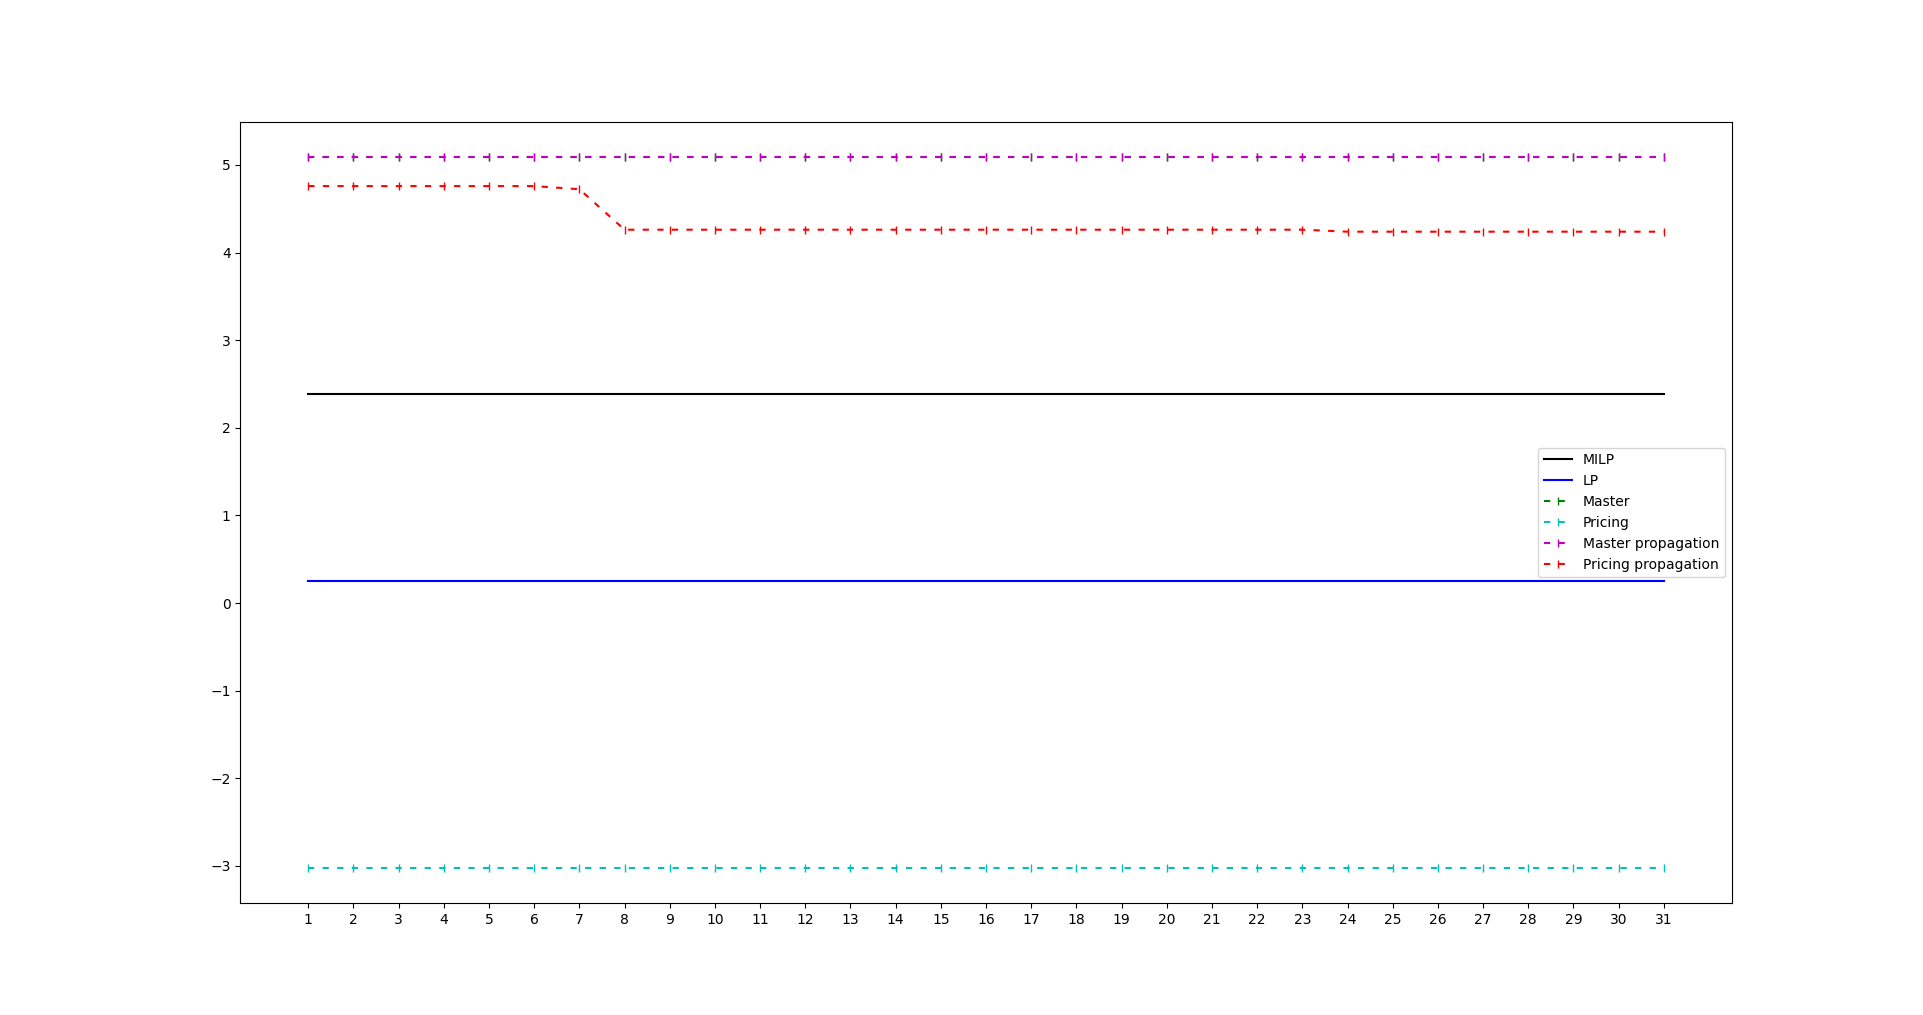 5
4
3
2
1
0
−1
−2
−3
1 2 3 4 5 6 7 8 9 10 11 12 13 14 15 16 17 18 19 20 21 22 23 24 25 26 27 28 29 30 31
MILP
LP
Master
Pricing
Master propagation
Pricing propagation